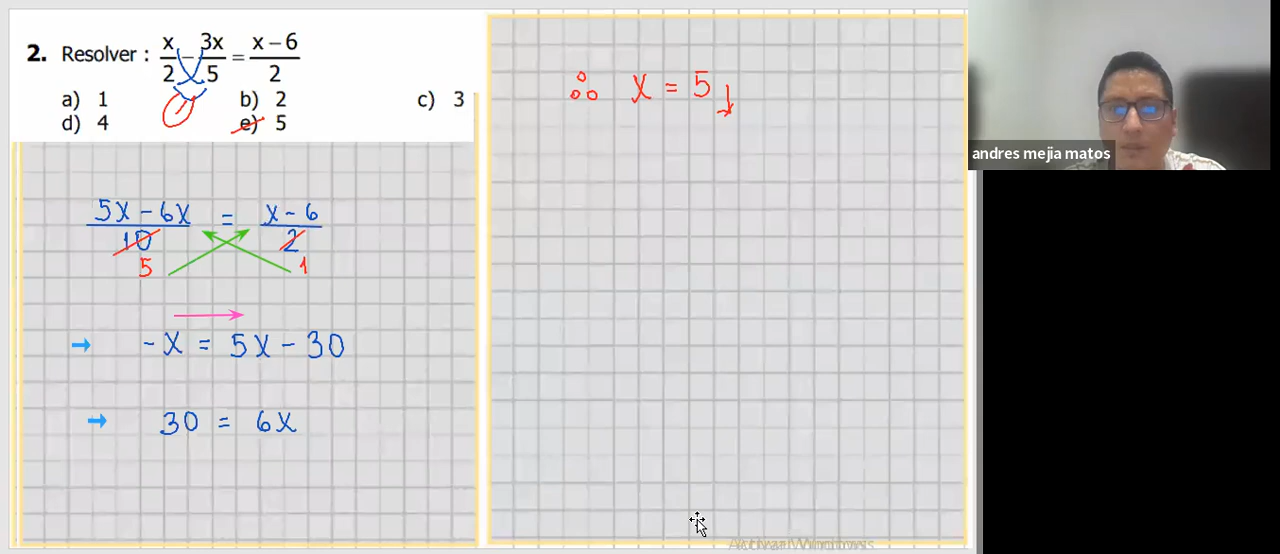 2. Resolver : x/2 - 3x/5 = x - 6/2
a) 1 b) 2 c) 3
d) 4 e) 5
5x - 6x/10 = x - 6/2
5 1
→ -x = 5x - 30
→ 30 = 6x
∴ x = 5
andres mejia matos